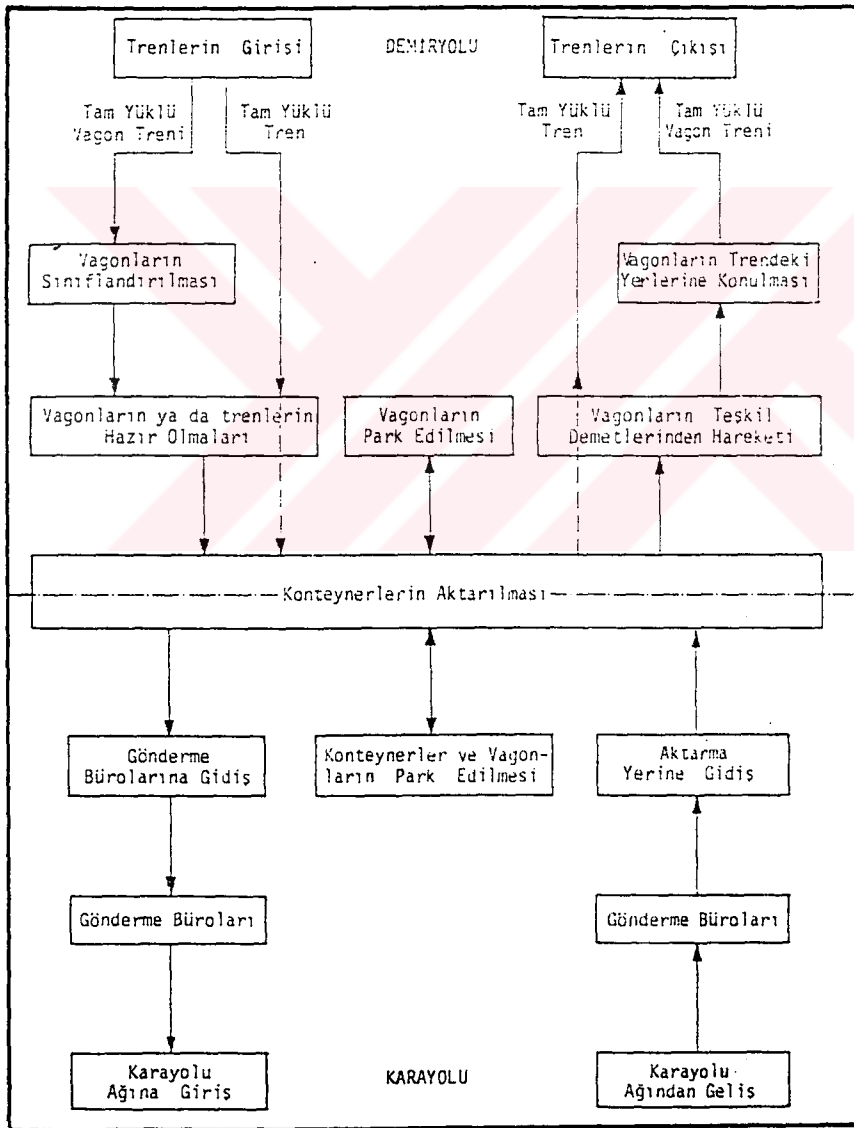 Trenlerin Girişi
DEMİRYOLU
Trenlerin Çıkışı
Tam Yüklü
Vagon Treni
Tam Yüklü
Tren
Tam Yüklü
Tren
Tam Yüklü
Vagon Treni
Vagonların
Sınıflandırılması
Vagonların Trendeki
Yerlerine Konulması
Vagonların ya da trenlerin
Hazır Olmaları
Vagonların
Park Edilmesi
Vagonların Teşkil
Demetlerinden Hareketi
Konteynerlerin Aktarılması
Gönderme
Bürolarına Gidiş
Konteynerler ve Vagon-
ların Park Edilmesi
Aktarma
Yerine Gidiş
Gönderme Büroları
Gönderme Büroları
Karayolu
Ağına Giriş
KARAYOLU
Karayolu
Ağından Geliş